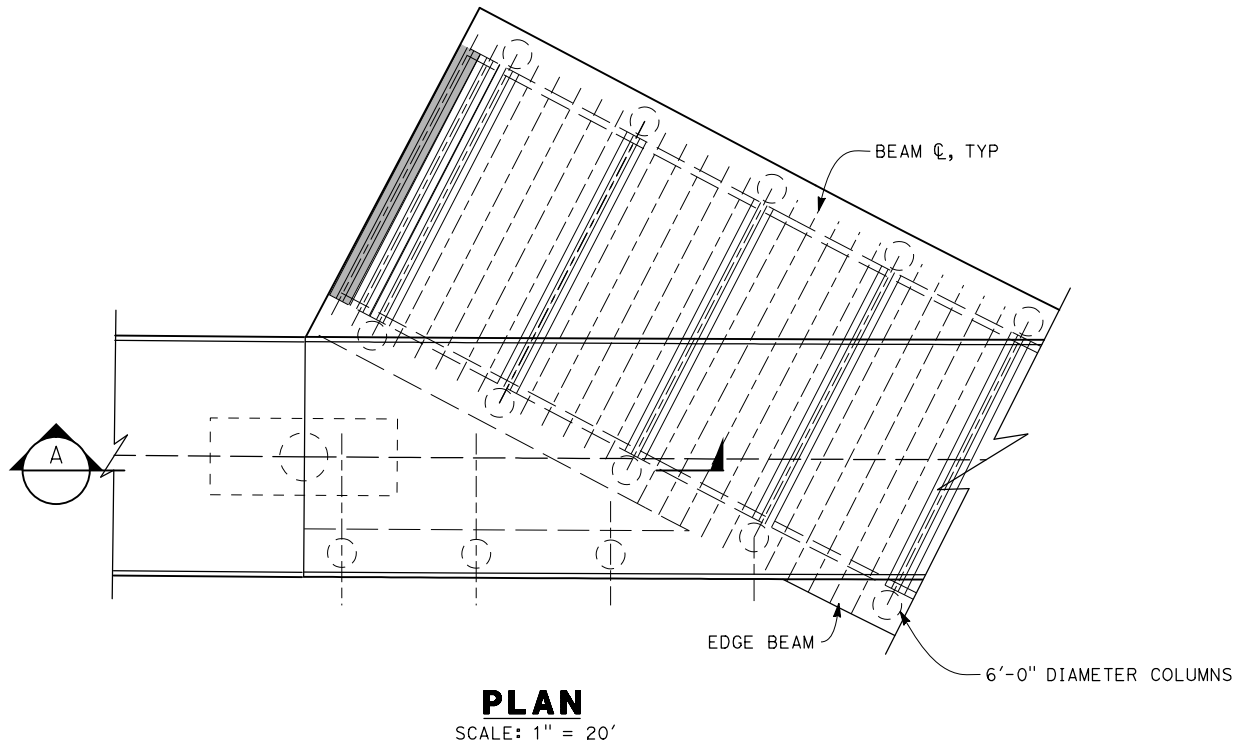 BEAM ℄, TYP
A
EDGE BEAM
6'-0" DIAMETER COLUMNS
PLAN
SCALE: 1" = 20'